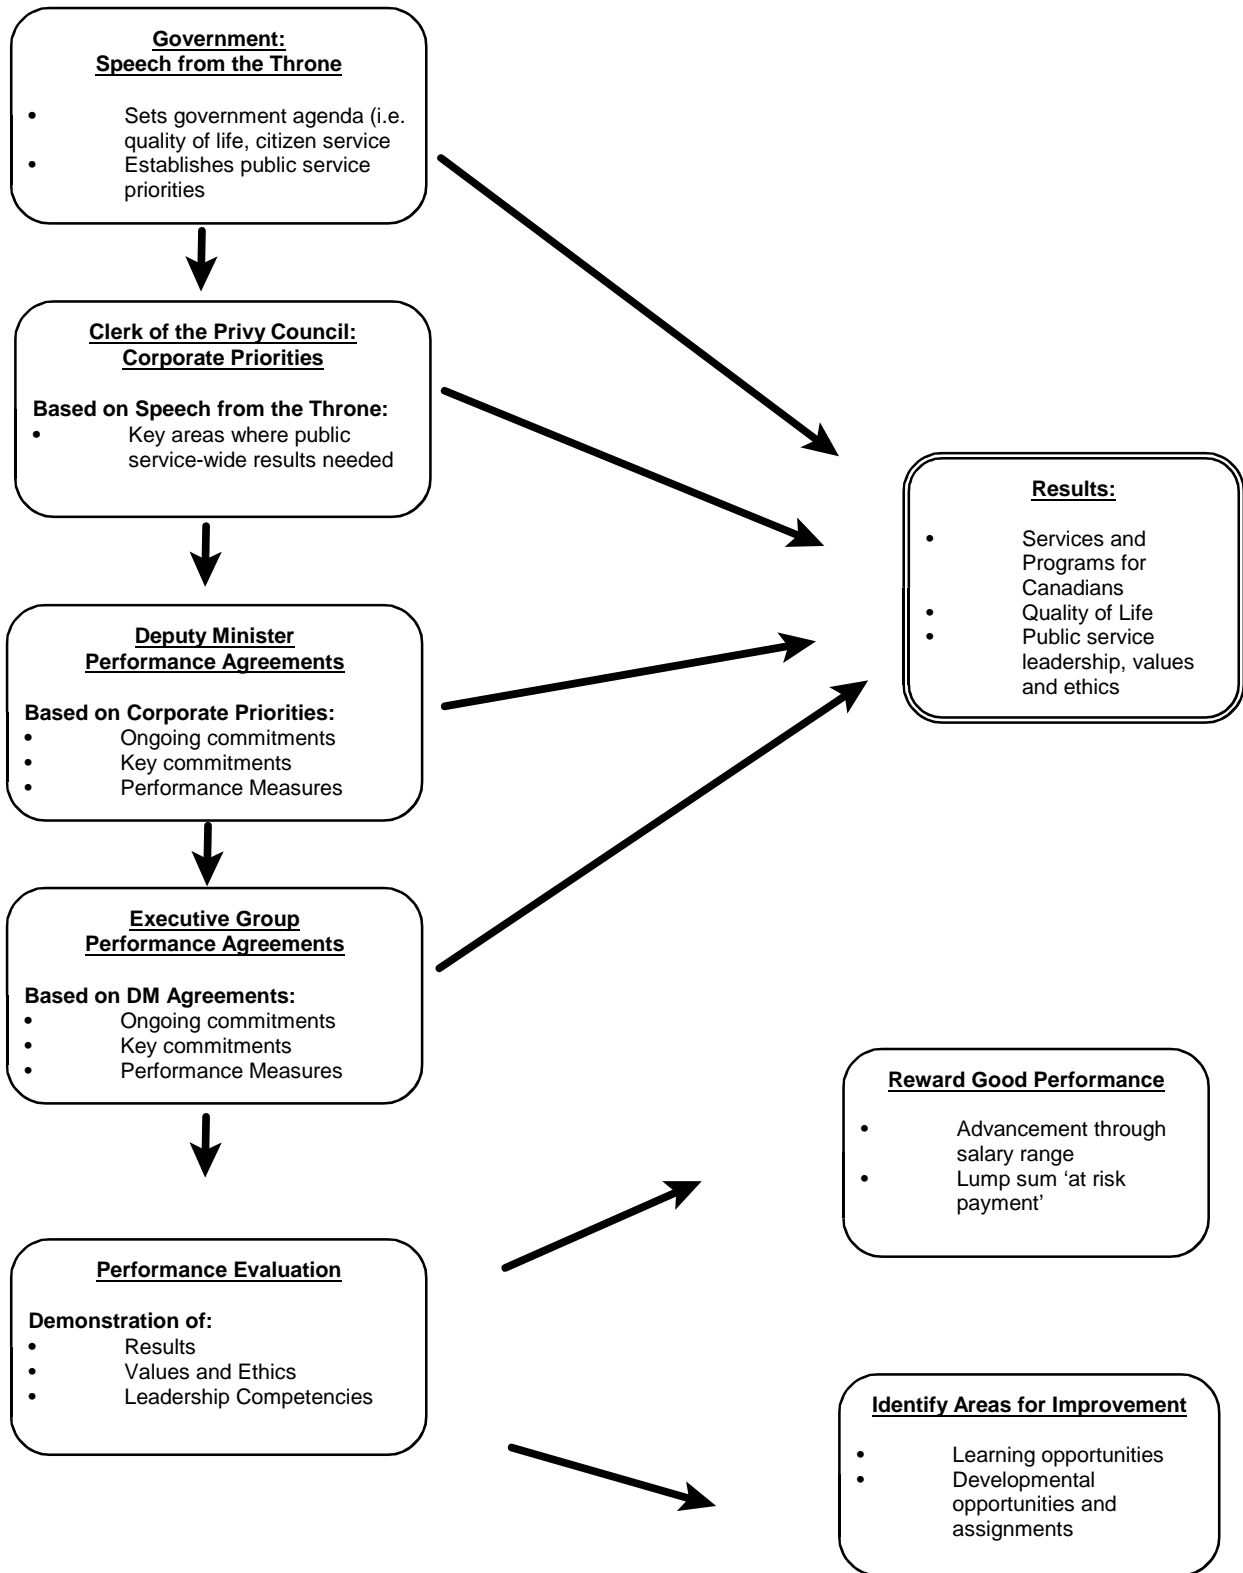 Government:
Speech from the Throne
• Sets government agenda (i.e.
quality of life, citizen service
• Establishes public service
priorities
Clerk of the Privy Council:
Corporate Priorities
Based on Speech from the Throne:
• Key areas where public
service-wide results needed
Deputy Minister
Performance Agreements
Based on Corporate Priorities:
• Ongoing commitments
• Key commitments
• Performance Measures
Executive Group
Performance Agreements
Based on DM Agreements:
• Ongoing commitments
• Key commitments
• Performance Measures
Performance Evaluation
Demonstration of:
• Results
• Values and Ethics
• Leadership Competencies
Results:
• Services and
Programs for
Canadians
• Quality of Life
• Public service
leadership, values
and ethics
Reward Good Performance
• Advancement through
salary range
• Lump sum ‘at risk
payment’
Identify Areas for Improvement
• Learning opportunities
• Developmental
opportunities and
assignments